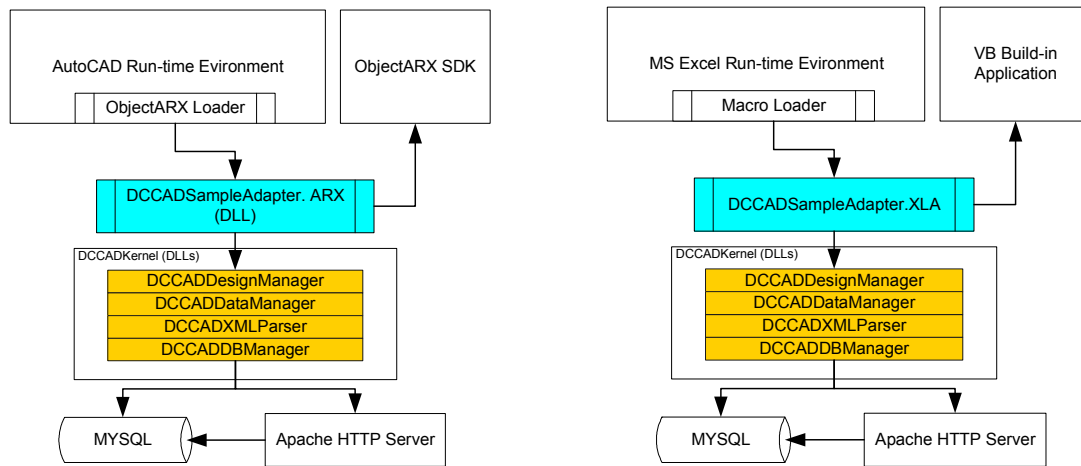 AutoCAD Run-time Evironment
ObjectARX Loader
ObjectARX SDK
DCCADSampleAdapter. ARX
(DLL)
DCCADKernel (DLLs)
DCCADDesignManager
DCCADDataManager
DCCADXMLParser
DCCADDBManager
MYSQL
Apache HTTP Server
MS Excel Run-time Evironment
Macro Loader
VB Build-in
Application
DCCADSampleAdapter.XLA
DCCADKernel (DLLs)
DCCADDesignManager
DCCADDataManager
DCCADXMLParser
DCCADDBManager
MYSQL
Apache HTTP Server